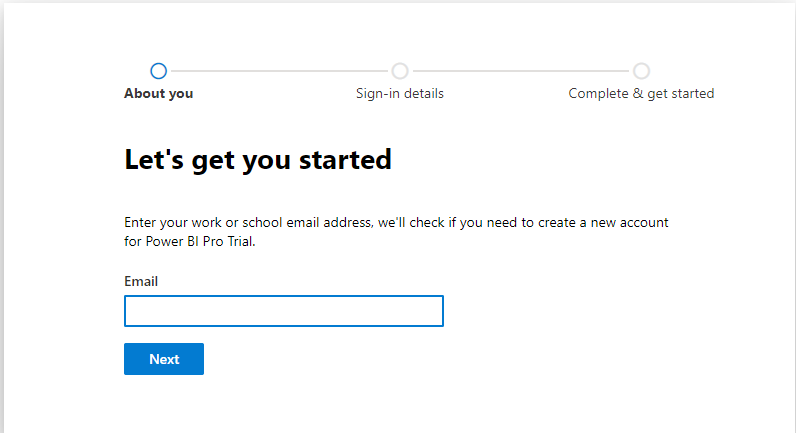 About you
Sign-in details
Complete & get started
Let's get you started
Enter your work or school email address, we'll check if you need to create a new account
for Power BI Pro Trial.
Email
Next